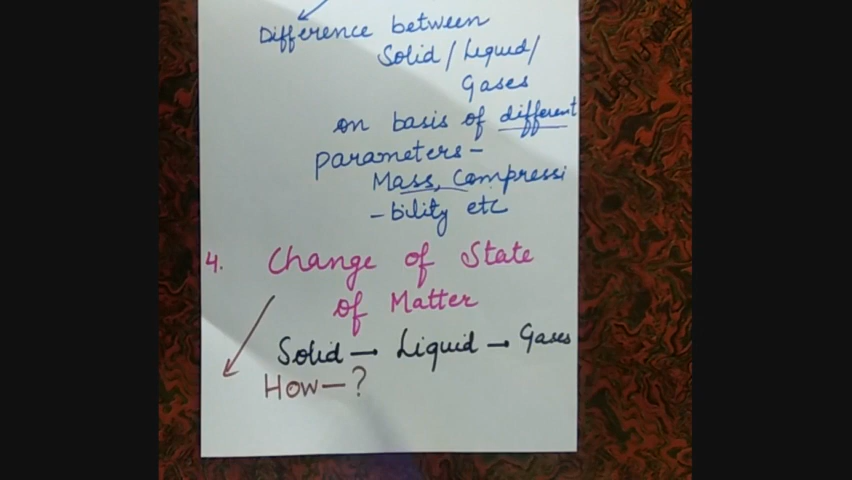 Difference between
Solid / Liquid /
Gases
on basis of different
parameters -
Mass, Compressi
- bility etc
4. Change of State
of Matter
Solid → Liquid → Gases
How - ?